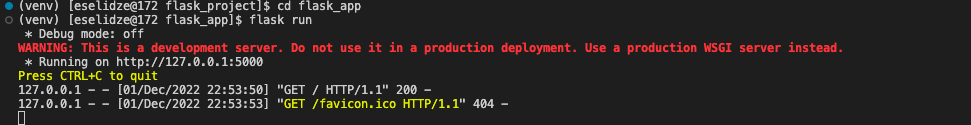 (venv) [eselidze@172 flask_project]$ cd flask_app
(venv) [eselidze@172 flask_app]$ flask run
 * Debug mode: off
WARNING: This is a development server. Do not use it in a production deployment. Use a production WSGI server instead.
 * Running on http://127.0.0.1:5000
Press CTRL+C to quit
127.0.0.1 - - [01/Dec/2022 22:53:50] "GET / HTTP/1.1" 200 -
127.0.0.1 - - [01/Dec/2022 22:53:53] "GET /favicon.ico HTTP/1.1" 404 -